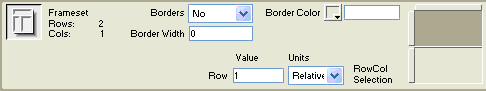 Frameset Borders No Border Color
Rows: 2
Cols: 1 Border Width 0
Value Units
Row 1 Relative RowCol
Selection